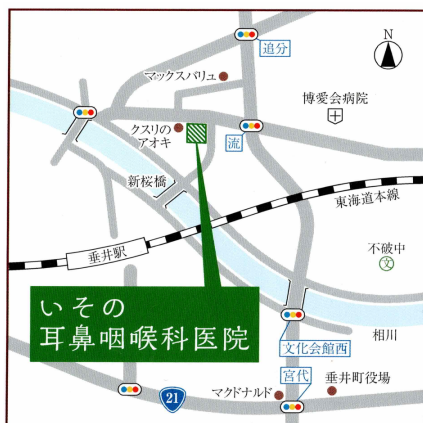 追分
N
マックスバリュ
博愛会病院
クスリの
アオキ
流
新桜橋
東海道本線
垂井駅
不破中
文
いその
耳鼻咽喉科医院
相川
文化会館西
宮代
21
マクドナルド
垂井町役場